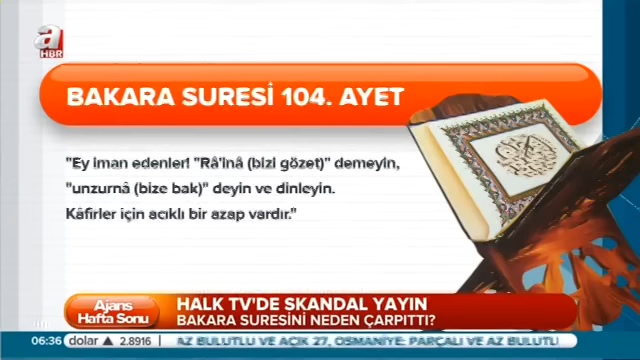 a
HBR
BAKARA SURESİ 104. AYET
"Ey iman edenler! "Râ'inâ (bizi gözet)" demeyin,
"unzurnâ (bize bak)" deyin ve dinleyin.
Kâfirler için acıklı bir azap vardır."
Ajans
Hafta Sonu
HALK TV'DE SKANDAL YAYIN
BAKARA SURESİNİ NEDEN ÇARPITTI?
06:36 dolar ▲ 2.8916 AZ BULUTLU VE AÇIK 27, OSMANİYE: PARÇALI VE AZ BULUTLU